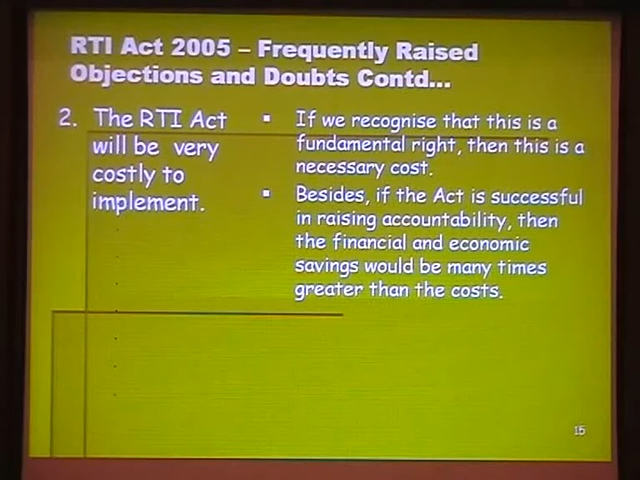 RTI Act 2005 – Frequently Raised
Objections and Doubts Contd...
2. The RTI Act
will be very
costly to
implement.
▪ If we recognise that this is a
fundamental right, then this is a
necessary cost.
▪ Besides, if the Act is successful
in raising accountability, then
the financial and economic
savings would be many times
greater than the costs.
15